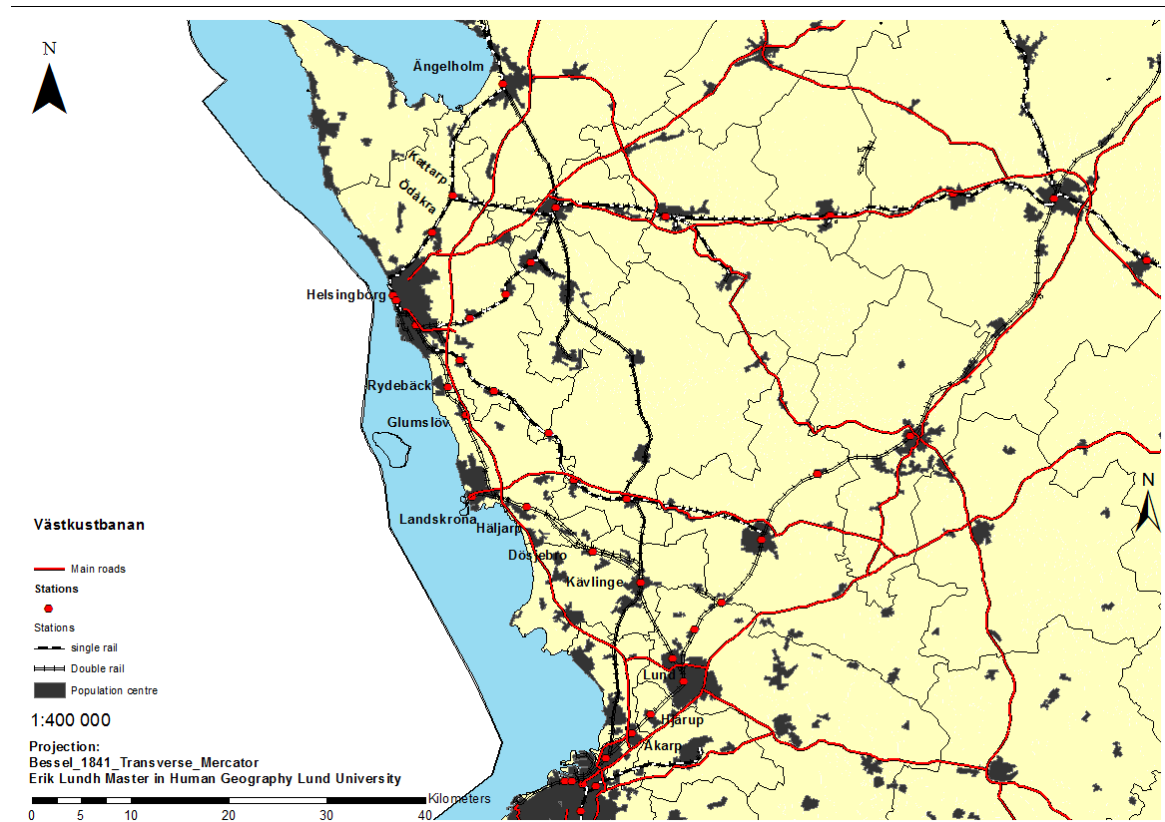 N
Ängelholm
Kattarp
Ödåkra
Helsingborg
Rydebäck
Glumslöv
N
Landskrona
Häljarp
Dösjebro
Kävlinge
Lund
Hjärup
Åkarp
Västkustbanan
Main roads
Stations
Stations
single rail
Double rail
Population centre
1:400 000
Projection:
Bessel_1841_Transverse_Mercator
Erik Lundh Master in Human Geography Lund University
Kilometers
0 5 10 20 30 40